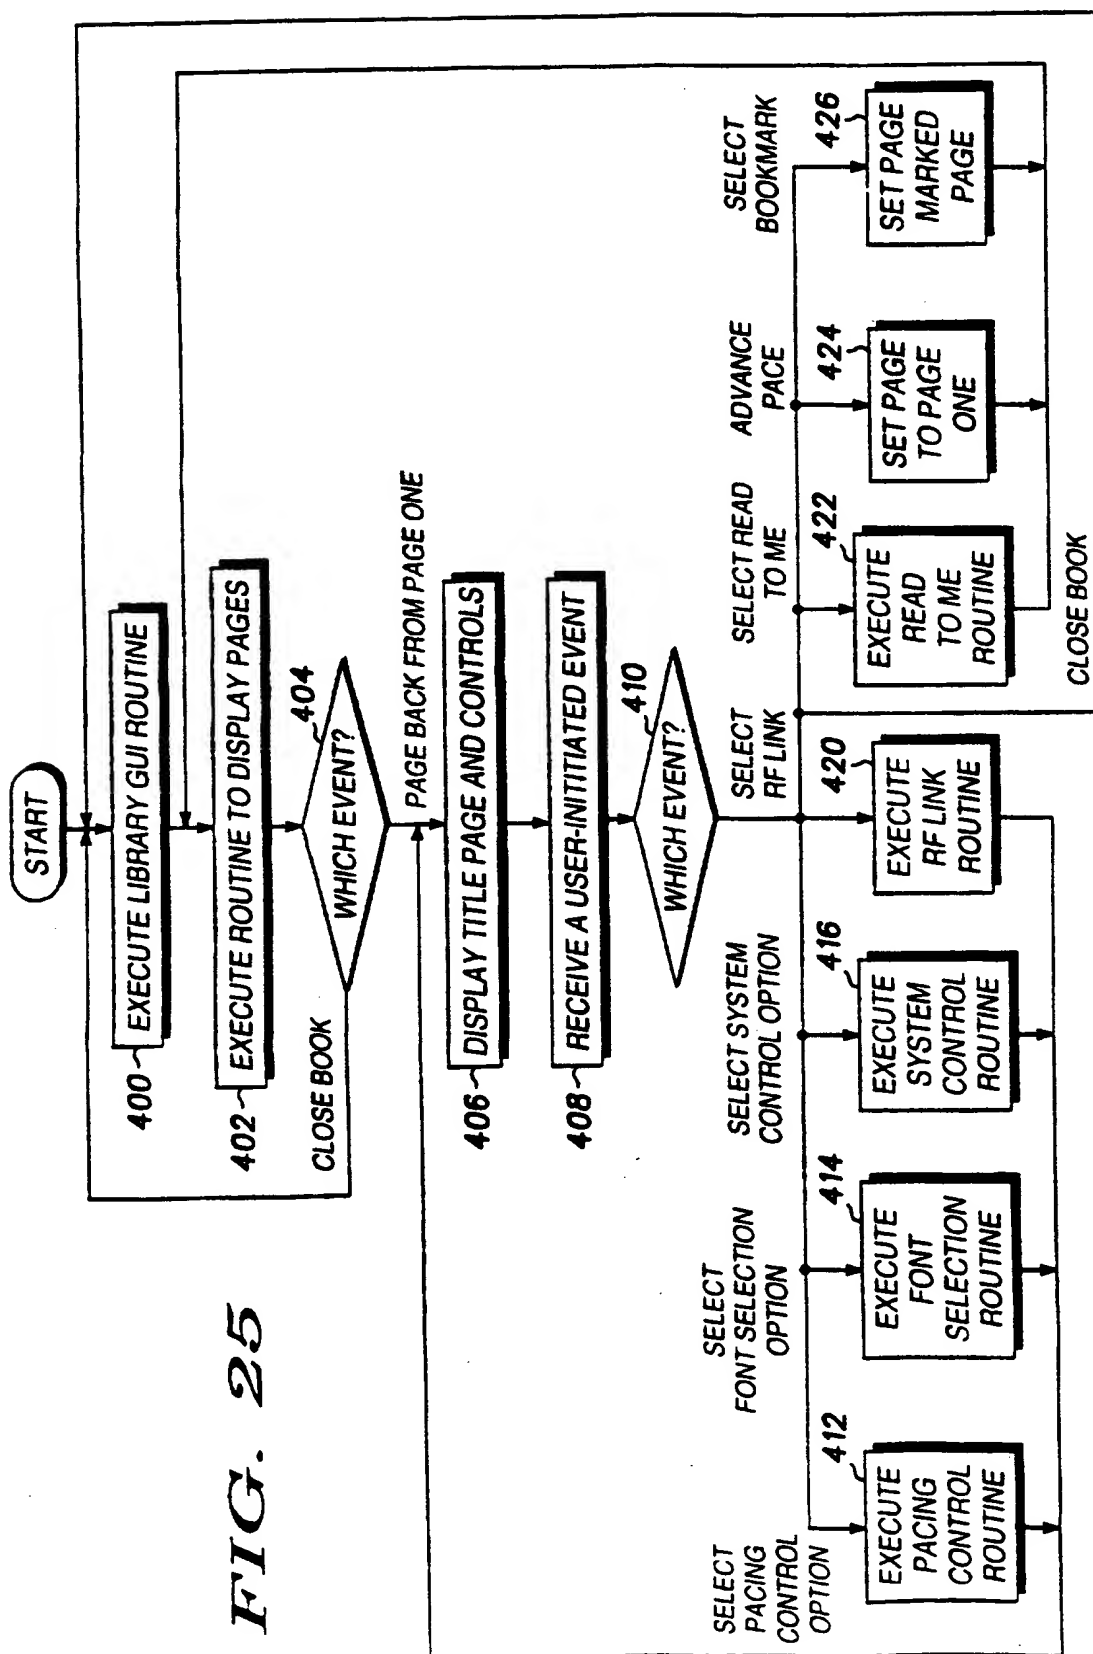 START
EXECUTE LIBRARY GUI ROUTINE
400
EXECUTE ROUTINE TO DISPLAY PAGES
402
WHICH EVENT?
404
CLOSE BOOK
PAGE BACK FROM PAGE ONE
DISPLAY TITLE PAGE AND CONTROLS
406
RECEIVE A USER-INITIATED EVENT
408
WHICH EVENT?
410
SELECT
PACING
CONTROL
OPTION
412
EXECUTE
PACING
CONTROL
ROUTINE
SELECT
FONT SELECTION
OPTION
414
EXECUTE
FONT
SELECTION
ROUTINE
SELECT SYSTEM
CONTROL OPTION
416
EXECUTE
SYSTEM
CONTROL
ROUTINE
SELECT
RF LINK
420
EXECUTE
RF LINK
ROUTINE
SELECT READ
TO ME
422
EXECUTE
READ
TO ME
ROUTINE
ADVANCE
PACE
424
SET PAGE
TO PAGE
ONE
SELECT
BOOKMARK
426
SET PAGE
MARKED
PAGE
CLOSE BOOK
FIG. 25